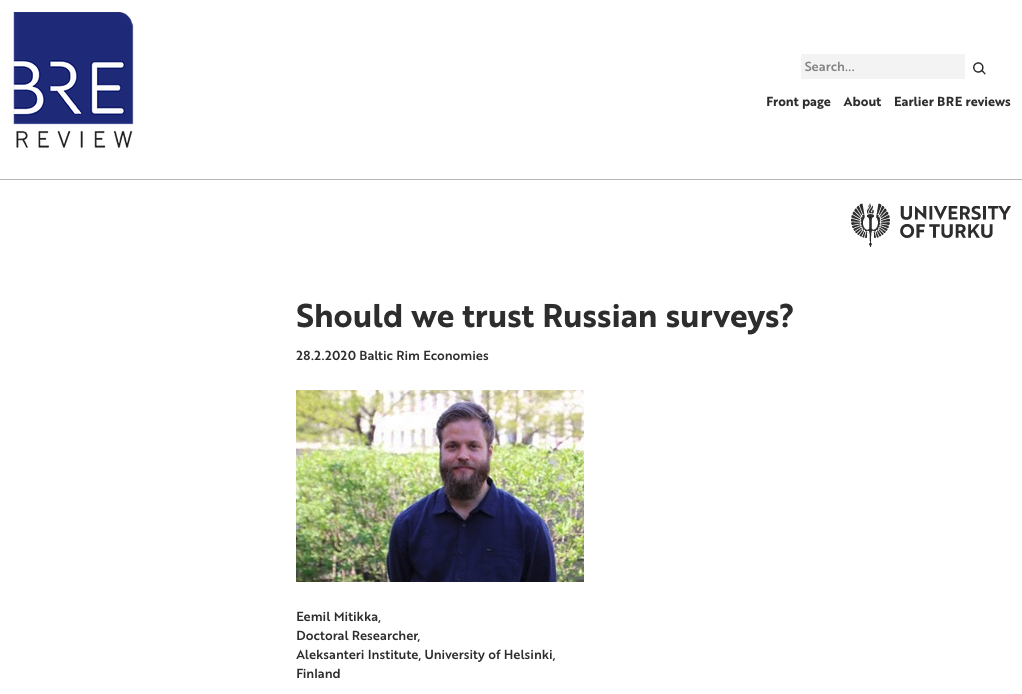 BRE
REVIEW
Search...
Front page About Earlier BRE reviews
UNIVERSITY
OF TURKU
Should we trust Russian surveys?
28.2.2020 Baltic Rim Economies
Eemil Mitikka,
Doctoral Researcher,
Aleksanteri Institute, University of Helsinki,
Finland